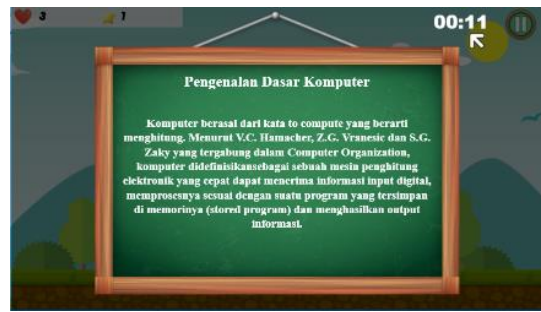 3
1
00:11
Pengenalan Dasar Komputer
Komputer berasal dari kata to compute yang berarti
menghitung. Menurut V.C. Hamacher, Z.G. Vranesic dan S.G.
Zaky yang tergabung dalam Computer Organization,
komputer didefinisikansebagai sebuah mesin penghitung
elektronik yang cepat dapat menerima informasi input digital,
memprosesnya sesuai dengan suatu program yang tersimpan
di memorinya (stored program) dan menghasilkan output
informasi.